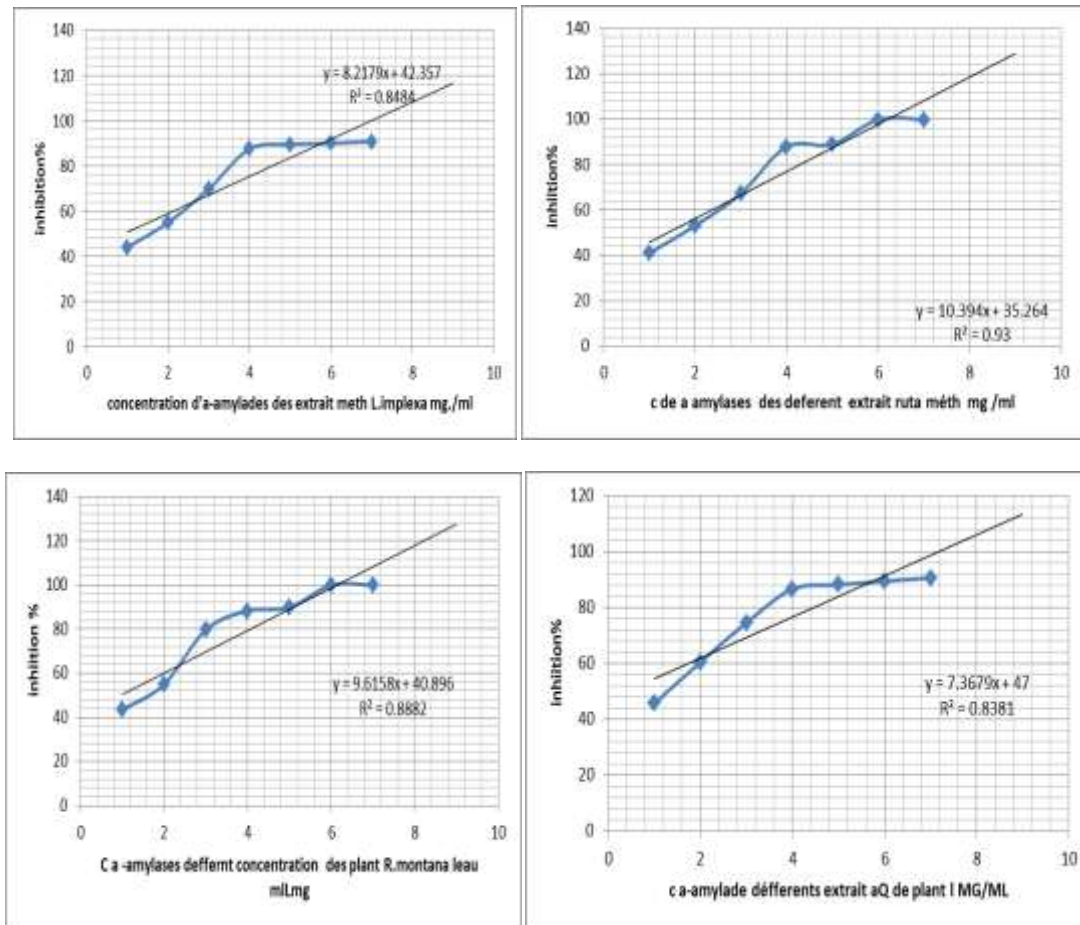 140
120
100
80
60
40
20
0
inhibition%
y = 8.2179x + 42.357
R² = 0.8484
0 2 4 6 8 10
concentration d'a-amylades des extrait meth L.implexa mg./ml
140
120
100
80
60
40
20
0
inhiition%
y = 10.394x + 35.264
R² = 0.93
0 2 4 6 8 10
c de a amylases des deferent extrait ruta méth mg /ml
140
120
100
80
60
40
20
0
inhiition %
y = 9.6158x + 40.896
R² = 0.8882
0 2 4 6 8 10
C a -amylases deffernt concentration des plant R.montana leau
120
100
80
60
40
20
0
inhiition%
y = 7.3679x + 47
R² = 0.8381
0 2 4 6 8 10
c a-amylade défferents extrait aQ de plant l MG/ML